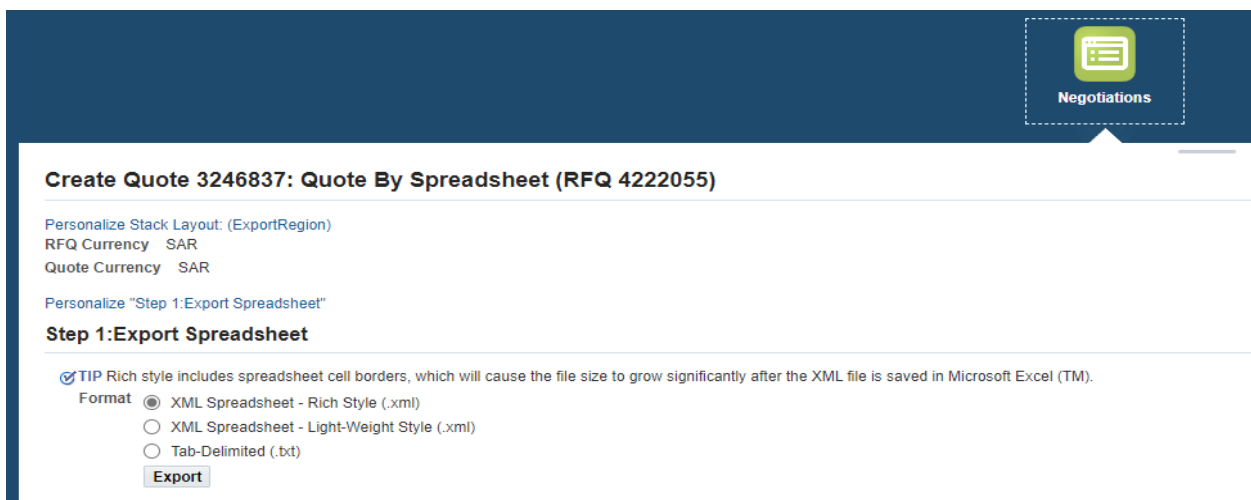 Negotiations
Create Quote 3246837: Quote By Spreadsheet (RFQ 4222055)
Personalize Stack Layout: (ExportRegion)
RFQ Currency SAR
Quote Currency SAR
Personalize "Step 1:Export Spreadsheet"
Step 1:Export Spreadsheet
TIP Rich style includes spreadsheet cell borders, which will cause the file size to grow significantly after the XML file is saved in Microsoft Excel (TM).
Format XML Spreadsheet - Rich Style (.xml)
XML Spreadsheet - Light-Weight Style (.xml)
Tab-Delimited (.txt)
Export